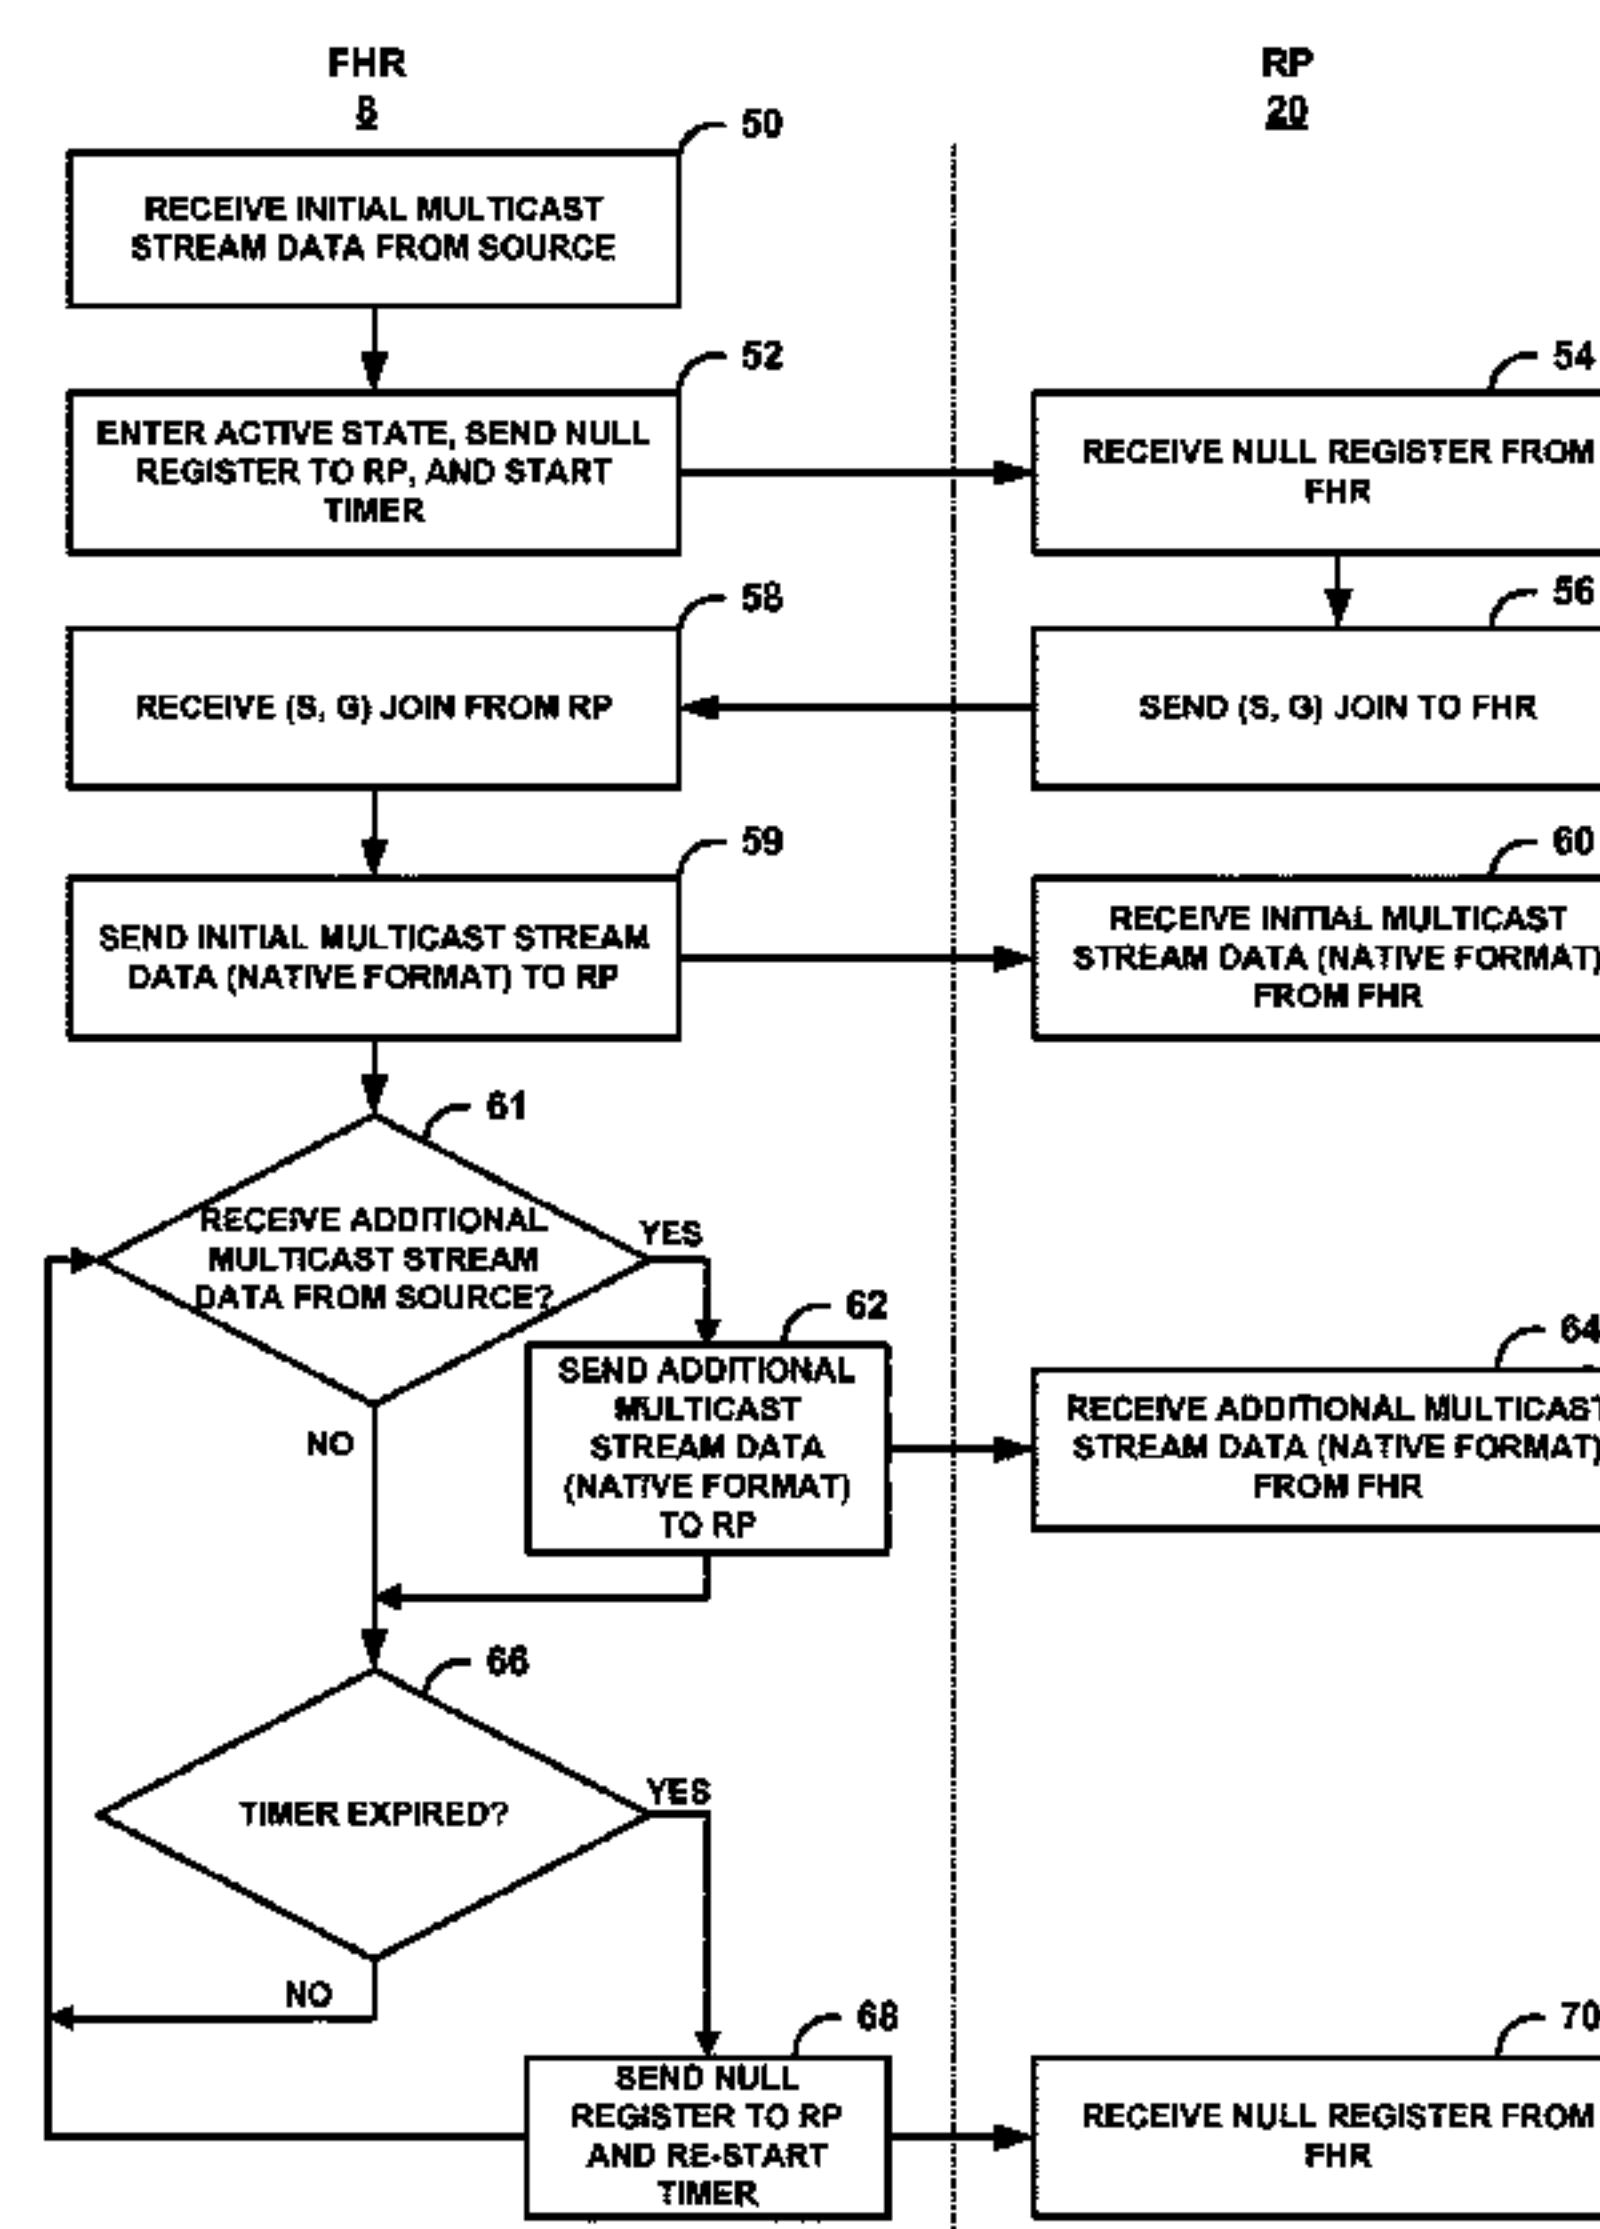 FHR
8
RP
20
50
RECEIVE INITIAL MULTICAST
STREAM DATA FROM SOURCE
52
ENTER ACTIVE STATE, SEND NULL
REGISTER TO RP, AND START
TIMER
54
RECEIVE NULL REGISTER FROM
FHR
58
RECEIVE (S, G) JOIN FROM RP
56
SEND (S, G) JOIN TO FHR
59
SEND INITIAL MULTICAST STREAM
DATA (NATIVE FORMAT) TO RP
60
RECEIVE INITIAL MULTICAST
STREAM DATA (NATIVE FORMAT)
FROM FHR
61
RECEIVE ADDITIONAL
MULTICAST STREAM
DATA FROM SOURCE?
YES
NO
62
SEND ADDITIONAL
MULTICAST
STREAM DATA
(NATIVE FORMAT)
TO RP
64
RECEIVE ADDITIONAL MULTICAST
STREAM DATA (NATIVE FORMAT)
FROM FHR
66
TIMER EXPIRED?
YES
NO
68
SEND NULL
REGISTER TO RP
AND RE-START
TIMER
70
RECEIVE NULL REGISTER FROM
FHR